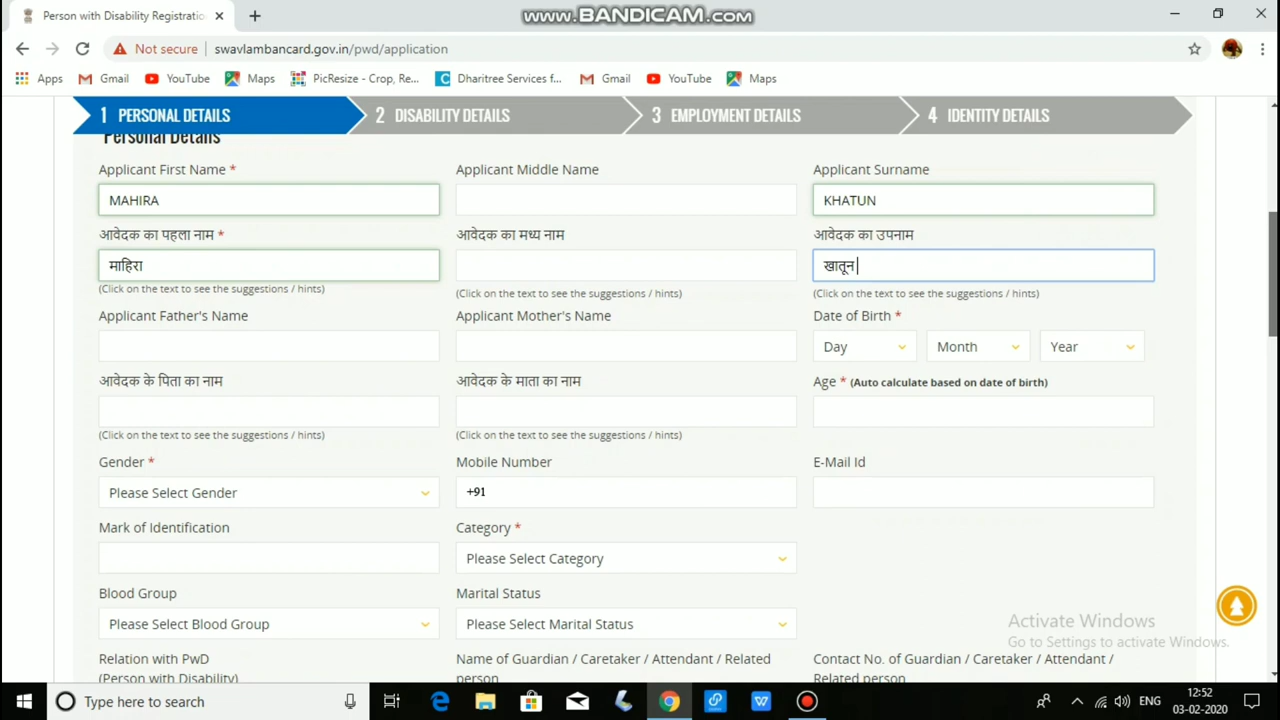 Person with Disability Registratio
www.BANDICAM.com
Not secure swavlambancard.gov.in/pwd/application
Apps Gmail YouTube Maps PicResize - Crop, Re... Dharitree Services f... Gmail YouTube Maps
1 PERSONAL DETAILS 2 DISABILITY DETAILS 3 EMPLOYMENT DETAILS 4 IDENTITY DETAILS
Personal Details
Applicant First Name * Applicant Middle Name Applicant Surname
MAHIRA KHATUN
आवेदक का पहला नाम * आवेदक का मध्य नाम आवेदक का उपनाम
माहिरा खातून
(Click on the text to see the suggestions / hints) (Click on the text to see the suggestions / hints) (Click on the text to see the suggestions / hints)
Applicant Father's Name Applicant Mother's Name Date of Birth *
Day Month Year
आवेदक के पिता का नाम आवेदक के माता का नाम Age * (Auto calculate based on date of birth)
(Click on the text to see the suggestions / hints) (Click on the text to see the suggestions / hints)
Gender * Mobile Number E-Mail Id
Please Select Gender +91
Mark of Identification Category *
Please Select Category
Blood Group Marital Status
Please Select Blood Group Please Select Marital Status
Activate Windows
Go to Settings to activate Windows.
Relation with PwD Name of Guardian / Caretaker / Attendant / Related Contact No. of Guardian / Caretaker / Attendant /
(Person with Disability) person Related person
Type here to search ENG 12:52
03-02-2020